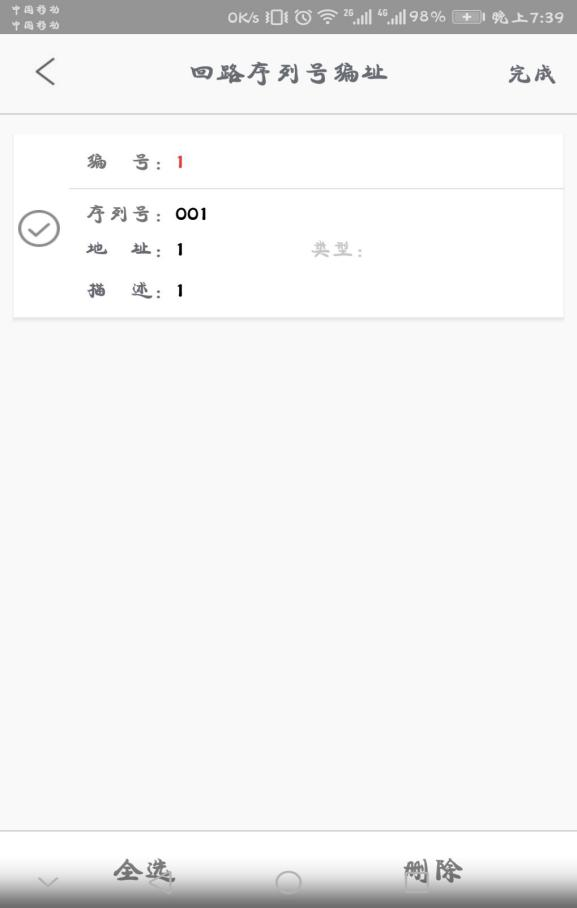 中国移动
中国移动
0K/s 2G 4G 98% 晚上7:39
回路序列号编址 完成
编 号：1
序列号：001
地 址：1 类型：
描 述：1
全选 删除